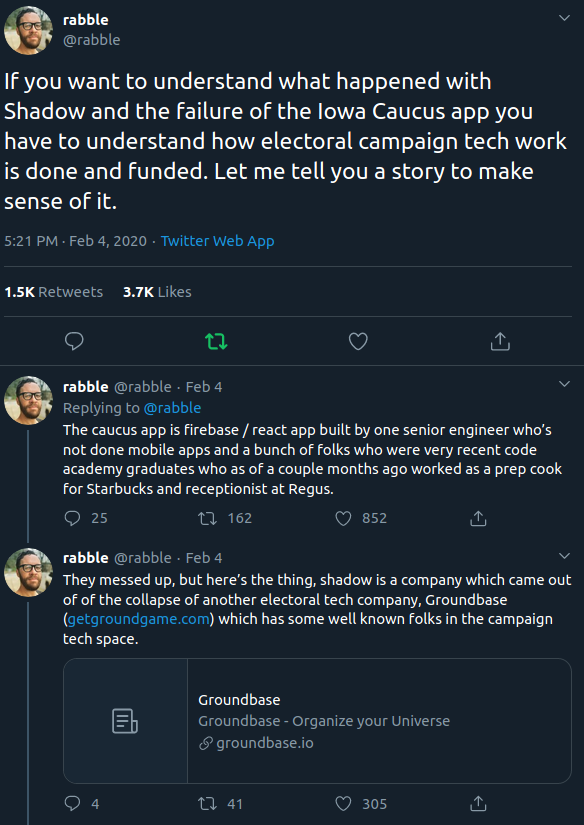 rabble
@rabble
If you want to understand what happened with
Shadow and the failure of the Iowa Caucus app you
have to understand how electoral campaign tech work
is done and funded. Let me tell you a story to make
sense of it.
5:21 PM · Feb 4, 2020 · Twitter Web App
1.5K Retweets 3.7K Likes
rabble @rabble · Feb 4
Replying to @rabble
The caucus app is firebase / react app built by one senior engineer who's
not done mobile apps and a bunch of folks who were very recent code
academy graduates who as of a couple months ago worked as a prep cook
for Starbucks and receptionist at Regus.
25 162 852
rabble @rabble · Feb 4
They messed up, but here's the thing, shadow is a company which came out
of of the collapse of another electoral tech company, Groundbase
(getgroundgame.com) which has some well known folks in the campaign
tech space.
Groundbase
Groundbase - Organize your Universe
groundbase.io
4 41 305